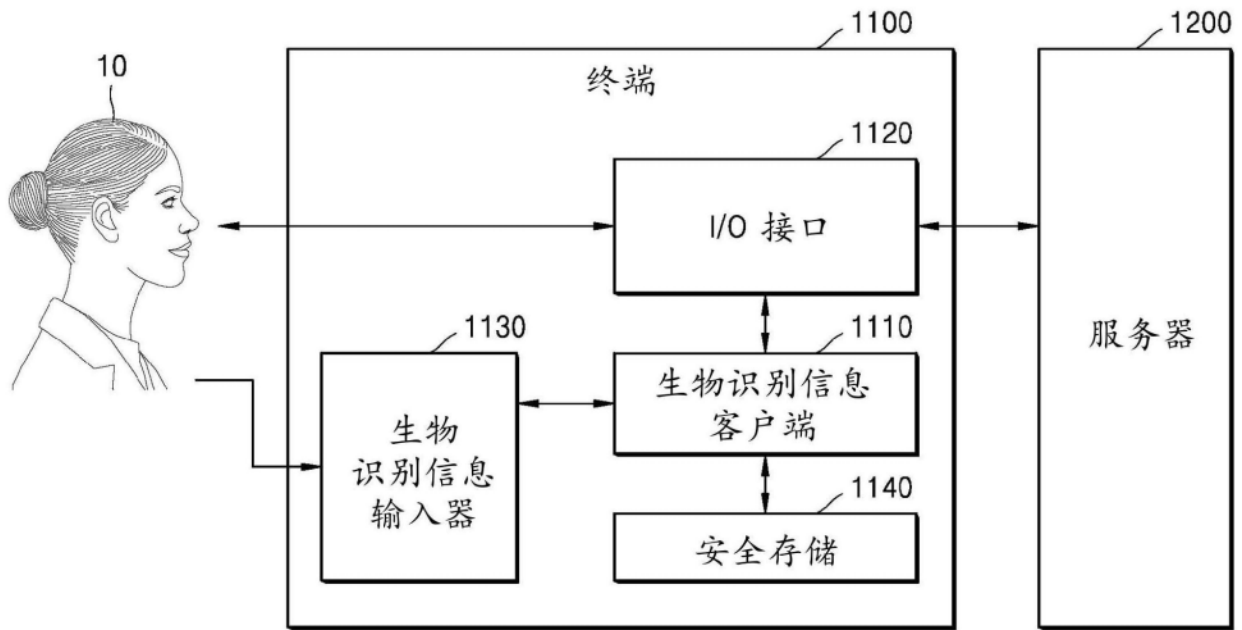 1100
1200
10
终端
1120
I/O 接口
1130
1110
服务器
生物识别信息
客户端
生物
识别信息
输入器
1140
安全存储